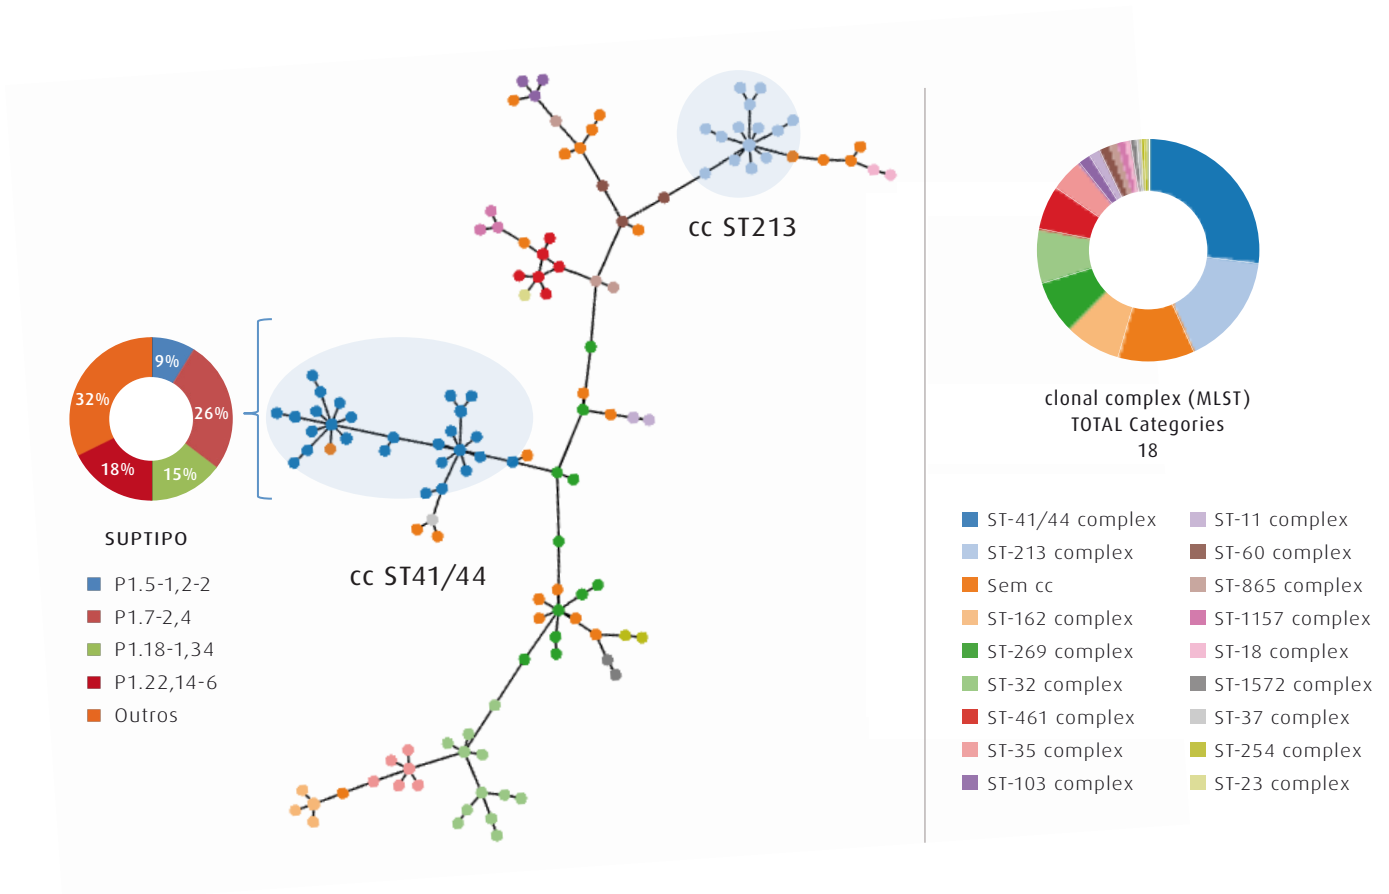 cc ST213
9%
32%
26%
18%
15%
SUPTIPO
P1.5-1,2-2
P1.7-2,4
P1.18-1,34
P1.22,14-6
Outros
cc ST41/44
clonal complex (MLST)
TOTAL Categories
18
ST-41/44 complex
ST-213 complex
Sem cc
ST-162 complex
ST-269 complex
ST-32 complex
ST-461 complex
ST-35 complex
ST-103 complex
ST-11 complex
ST-60 complex
ST-865 complex
ST-1157 complex
ST-18 complex
ST-1572 complex
ST-37 complex
ST-254 complex
ST-23 complex